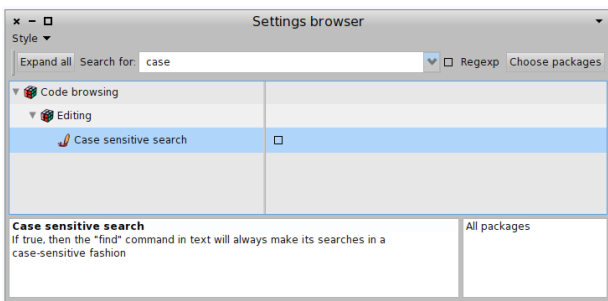 Settings browser
Style
Expand all Search for: case Regexp Choose packages
Code browsing
Editing
Case sensitive search
Case sensitive search
If true, then the "find" command in text will always make its searches in a
case-sensitive fashion
All packages